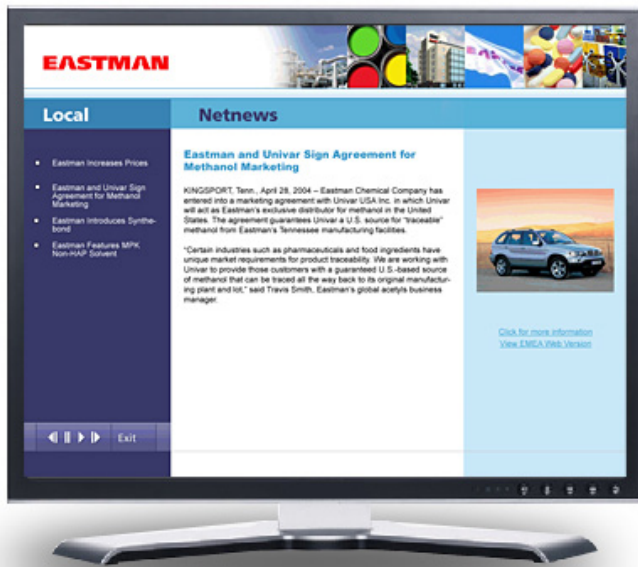 EASTMAN
Local
Netnews
Eastman Increases Prices
Eastman and Univar Sign
Agreement for Methanol
Marketing
Eastman Introduces Synthe-
bond
Eastman Features MPK
Non-HAP Solvent
Exit
Eastman and Univar Sign Agreement for
Methanol Marketing
KINGSPORT, Tenn., April 28, 2004 – Eastman Chemical Company has
entered into a marketing agreement with Univar USA Inc. in which Univar
will act as Eastman's exclusive distributor for methanol in the United
States. The agreement guarantees Univar a U.S. source for "traceable"
methanol from Eastman's Tennessee manufacturing facilities.
"Certain industries such as pharmaceuticals and food ingredients have
unique market requirements for product traceability. We are working with
Univar to provide those customers with a guaranteed U.S.-based source
of methanol that can be traced all the way back to its original manufactur-
ing plant and lot," said Travis Smith, Eastman's global acetyls business
manager.
Click for more information
View EMEA Web Version